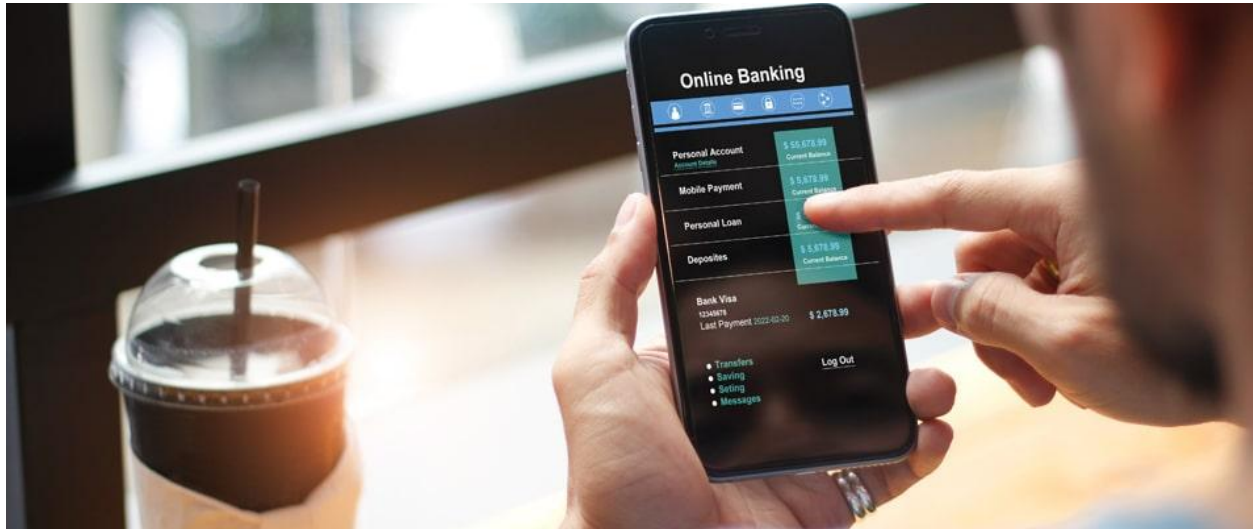 Online Banking
Personal Account
$ 55,678.99
Account Details
Current Balance
Mobile Payment
$ 5,678.99
Current Balance
Personal Loan
$
Deposites
$ 5,678.99
Current Balance
Bank Visa
12345678
Last Payment 2022-02-20
$ 2,678.99
Transfers
Log Out
Saving
Seting
Messages